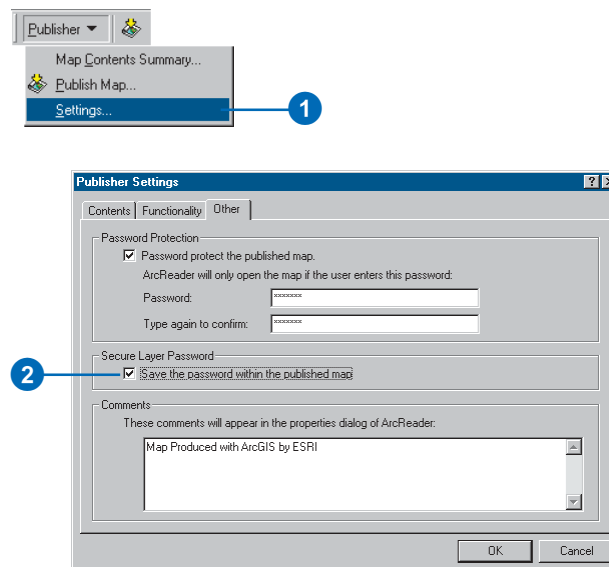 Publisher
Map Contents Summary...
Publish Map...
Settings...
1
Publisher Settings
Contents Functionality Other
Password Protection
Password protect the published map.
ArcReader will only open the map if the user enters this password:
Password: *******
Type again to confirm: *******
Secure Layer Password
2
Save the password within the published map
Comments
These comments will appear in the properties dialog of ArcReader:
Map Produced with ArcGIS by ESRI
OK Cancel